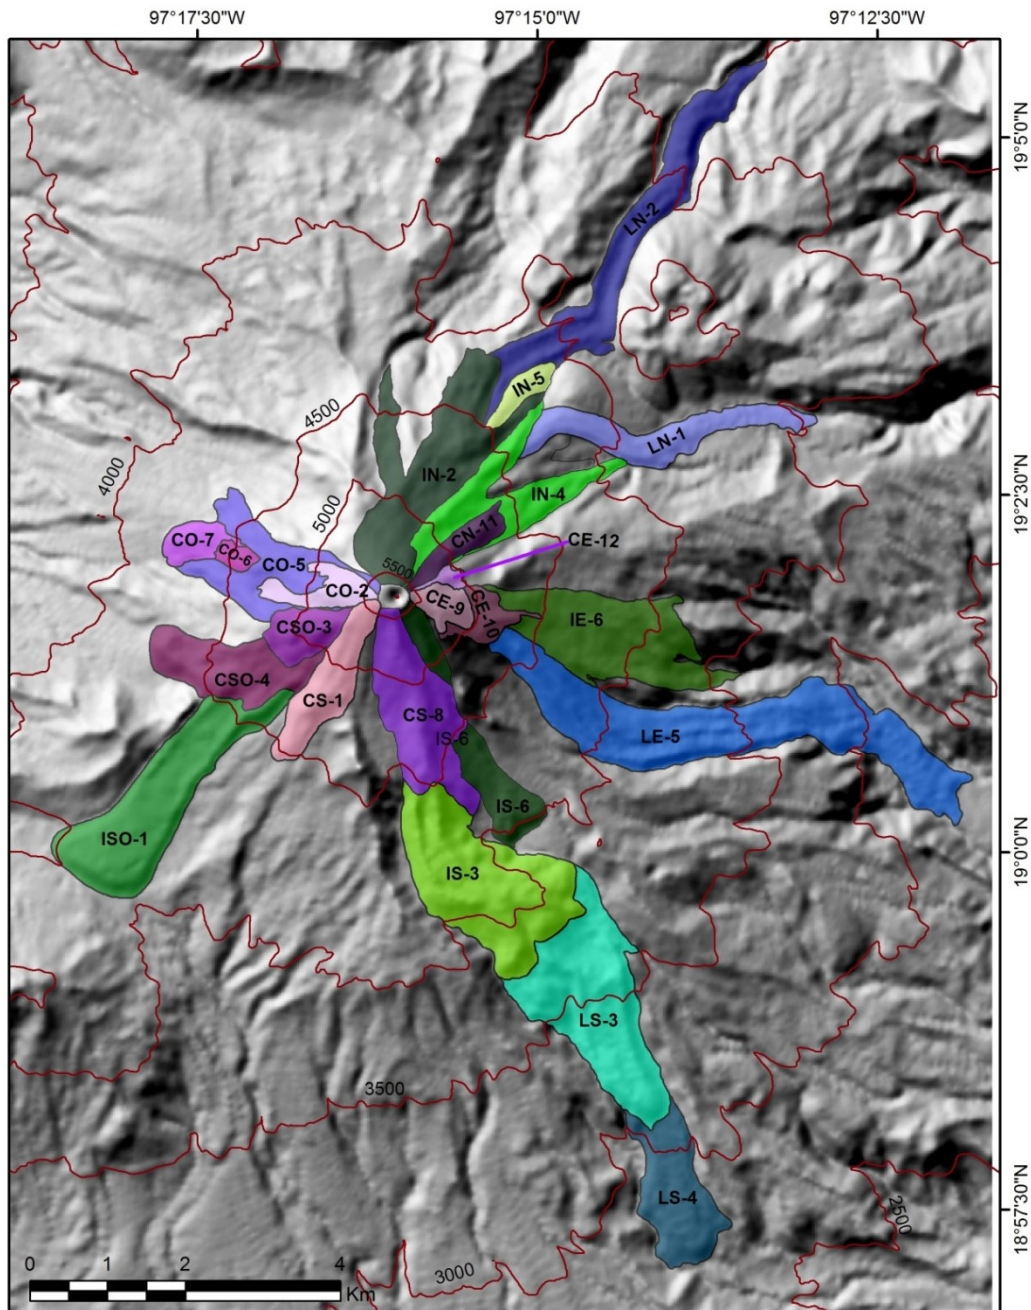 97°17'30"W
97°15'0"W
97°12'30"W
19°5'0"N
LN-2
IN-5
4500
LN-1
4000
IN-2
19°2'30"N
IN-4
5000
CN-11
CO-7
CE-12
CO-6
CO-5
5500
CO-2
CE-9
CE-10
IE-6
CSO-3
CSO-4
CS-1
CS-8
IS-6
LE-5
IS-6
ISO-1
19°0'0"N
IS-3
LS-3
3500
LS-4
18°57'30"N
2500
3000
0 1 2 4
Km